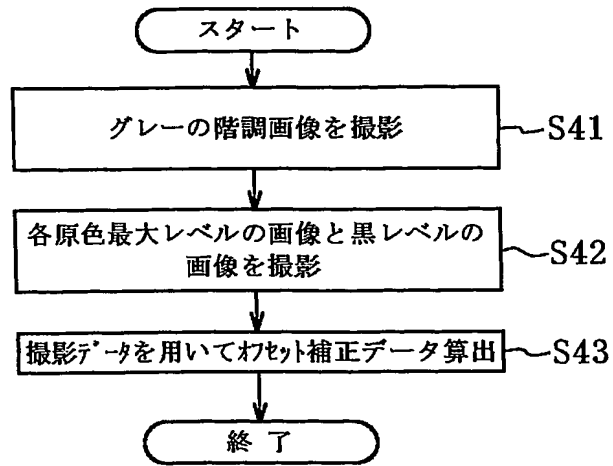 スタート
グレーの階調画像を撮影
S41
各原色最大レベルの画像と黒レベルの
画像を撮影
S42
撮影ﾃﾞｰﾀを用いてｵﾌｾｯﾄ補正データ算出
S43
終 了